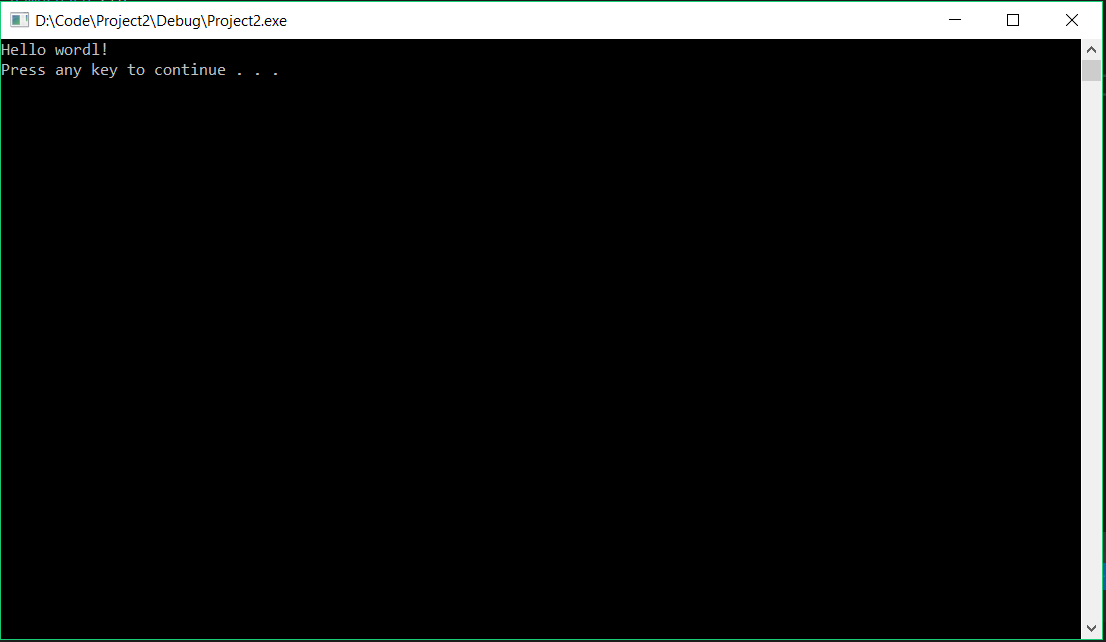 D:\Code\Project2\Debug\Project2.exe
Hello wordl!
Press any key to continue . . .